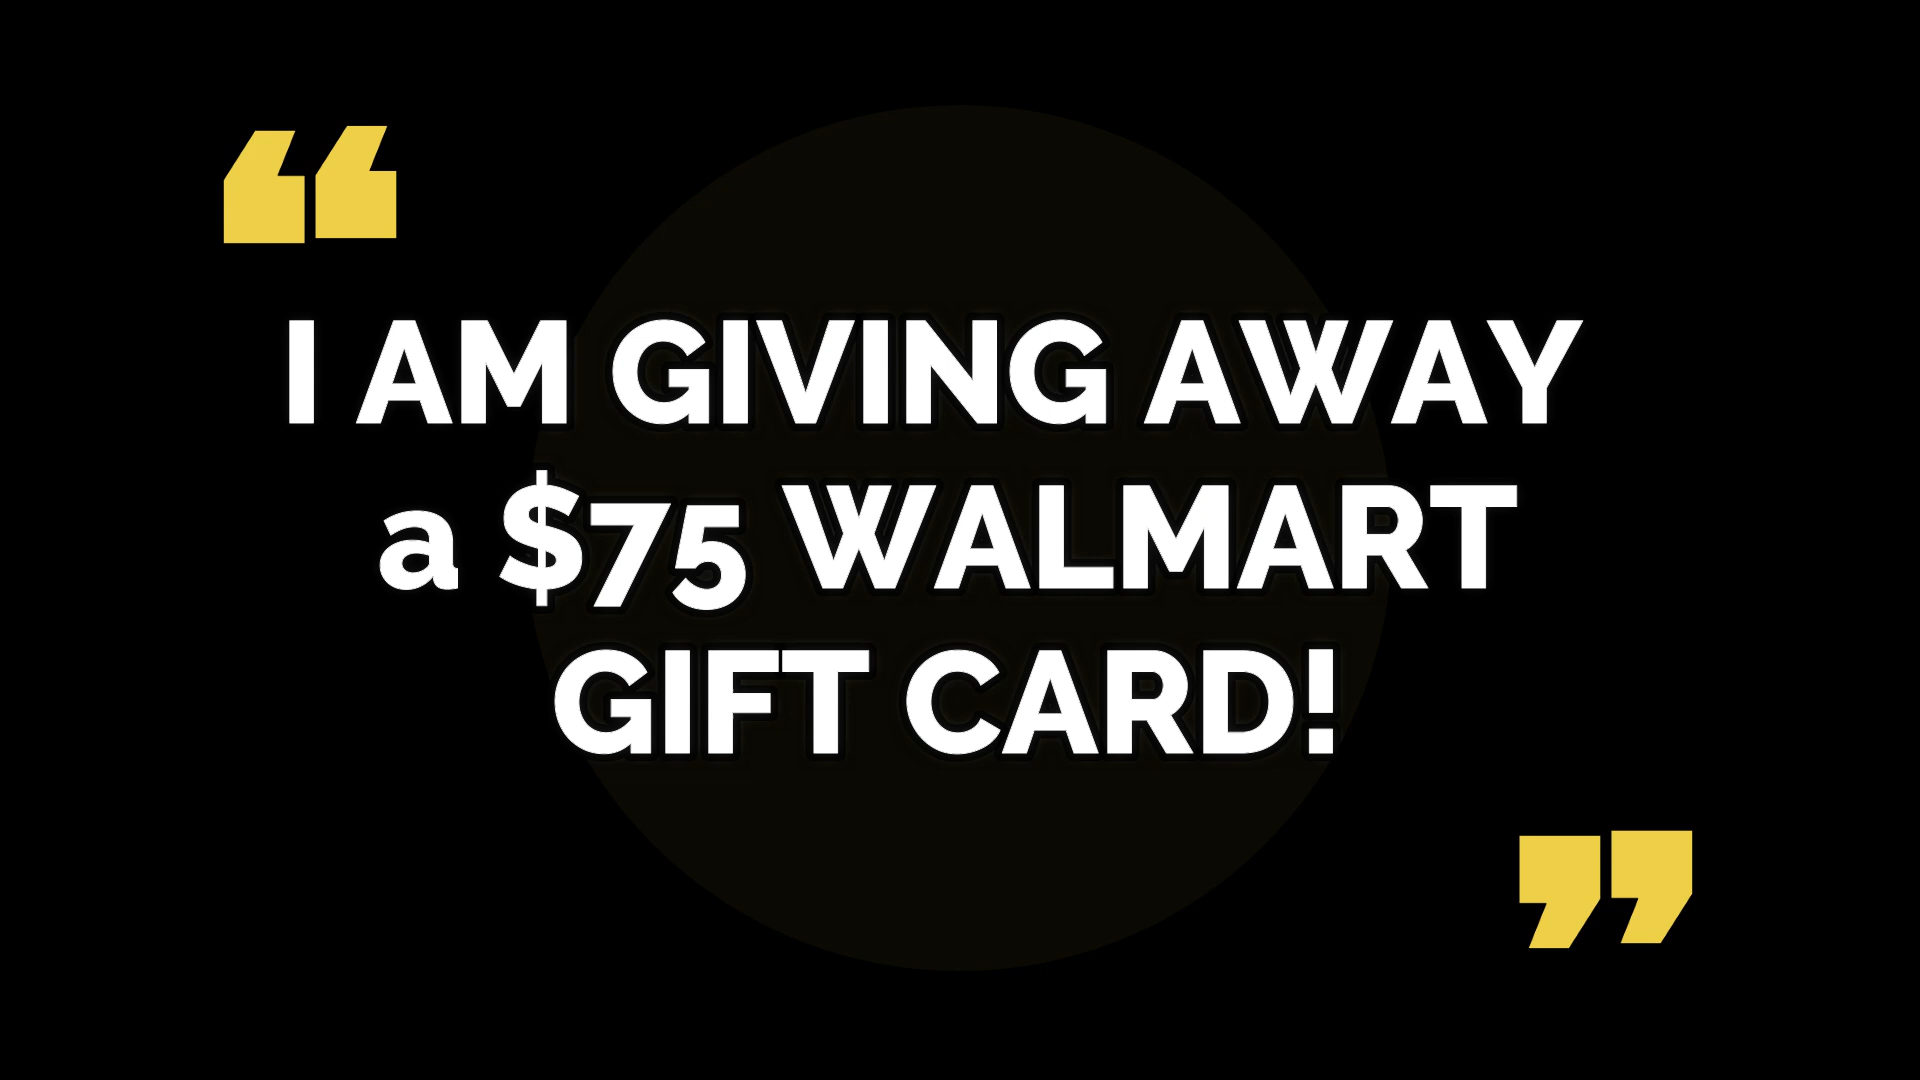 “
I AM GIVING AWAY
a $75 WALMART
GIFT CARD!
”